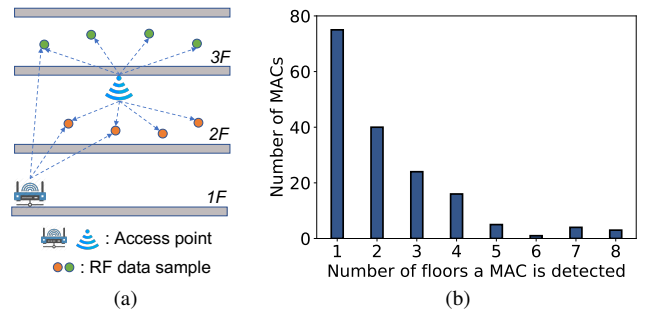 3F
2F
1F
: Access point
: RF data sample
(a)
Number of MACs
80
60
40
20
0
1 2 3 4 5 6 7 8
Number of floors a MAC is detected
(b)